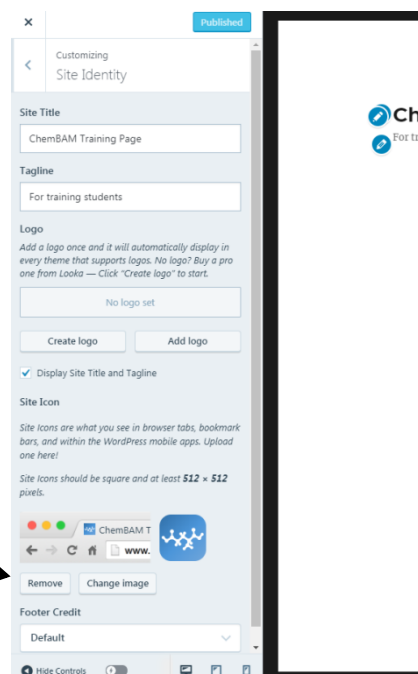 Published
Customizing
Site Identity
Site Title
ChemBAM Training Page
Tagline
For training students
Logo
Add a logo once and it will automatically display in
every theme that supports logos. No logo? Buy a pro
one from Looka — Click "Create logo" to start.
No logo set
Create logo
Add logo
Display Site Title and Tagline
Site Icon
Site Icons are what you see in browser tabs, bookmark
bars, and within the WordPress mobile apps. Upload
one here!
Site Icons should be square and at least 512 × 512
pixels.
ChemBAM T
www.
Remove
Change image
Footer Credit
Default
Hide Controls
Ch
For tr